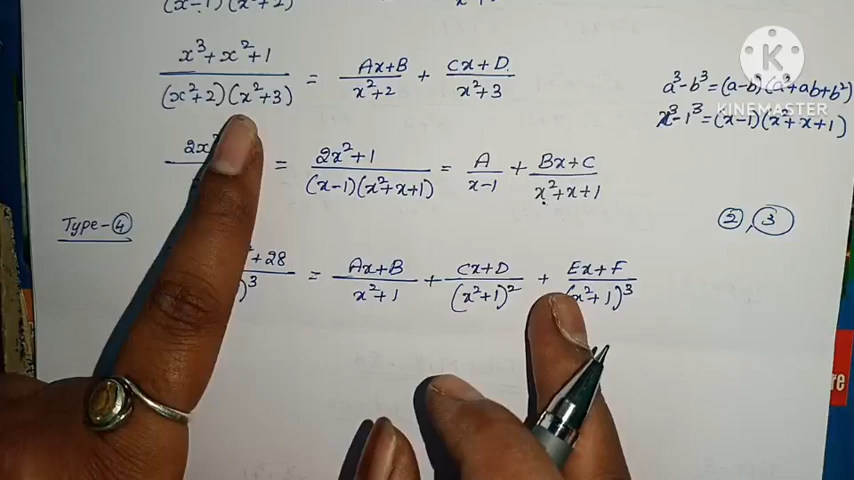 x³+x²+1 / (x²+2)(x²+3) = Ax+B / x²+2 + Cx+D / x²+3
a³-b³=(a-b)(a²+ab+b²)
x³-1³=(x-1)(x²+x+1)
KINEMASTER
2x² = 2x²+1 / (x-1)(x²+x+1) = A / x-1 + Bx+C / x²+x+1
Type-④
②,③
+28 / )³ = Ax+B / x²+1 + Cx+D / (x²+1)² + Ex+F / (x²+1)³